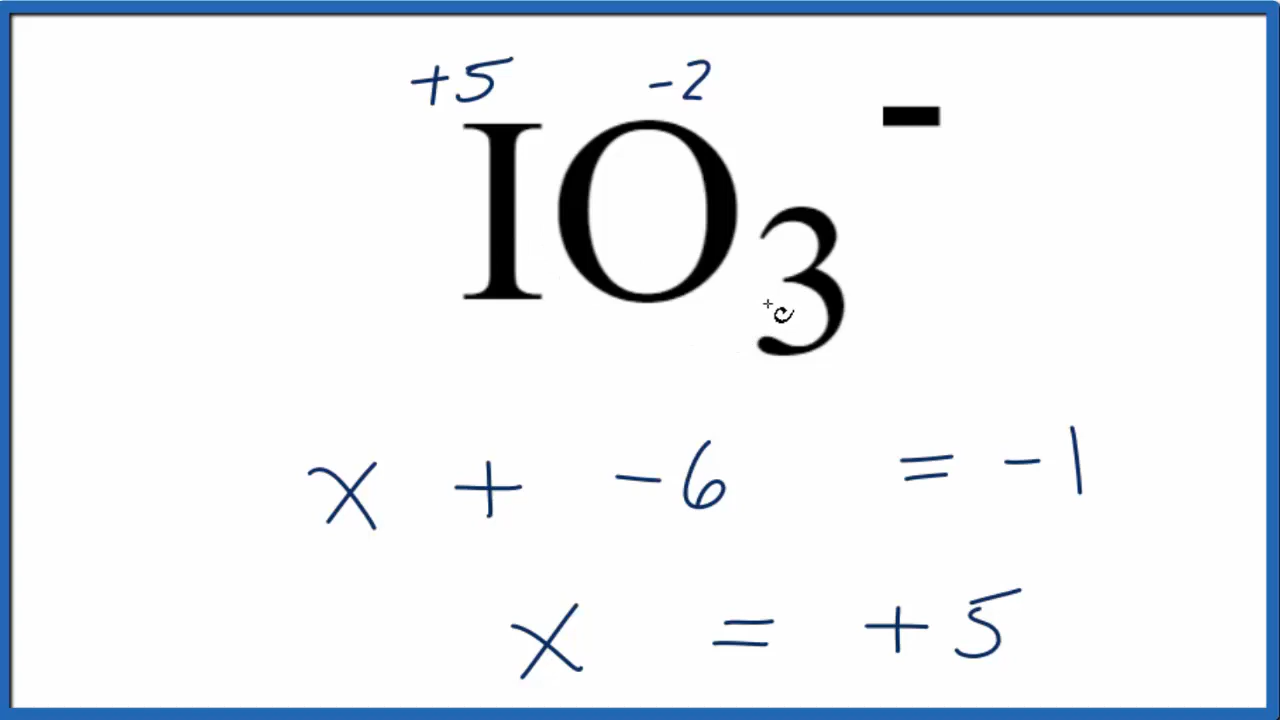 +5 -2
IO3-
x + -6 = -1
x = +5